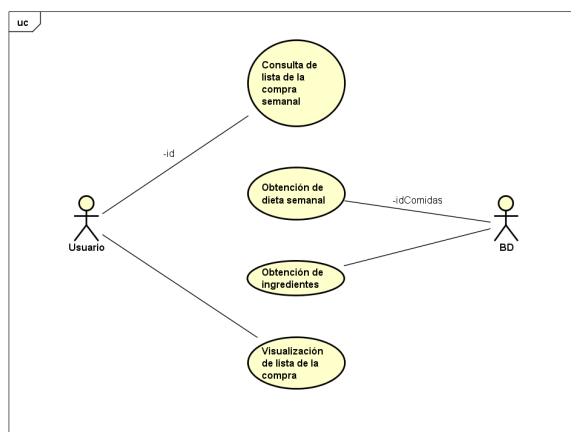 uc
Consulta de
lista de la
compra
semanal
-id
Obtención de
dieta semanal
-idComidas
Usuario
BD
Obtención de
ingredientes
Visualización
de lista de la
compra